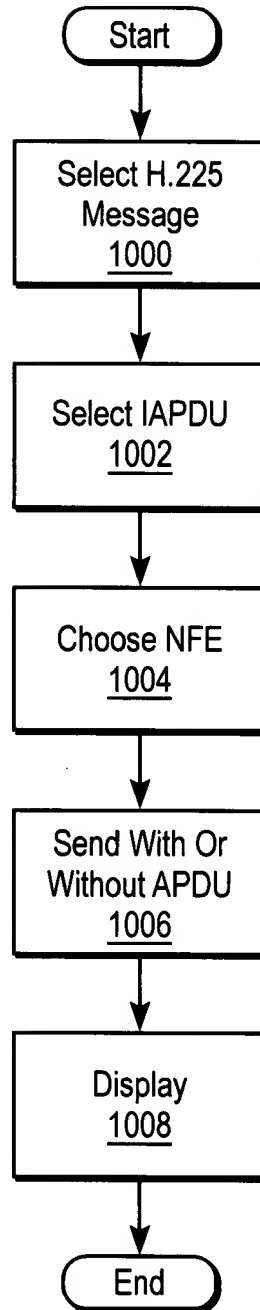 Start
Select H.225
Message
1000
Select IAPDU
1002
Choose NFE
1004
Send With Or
Without APDU
1006
Display
1008
End